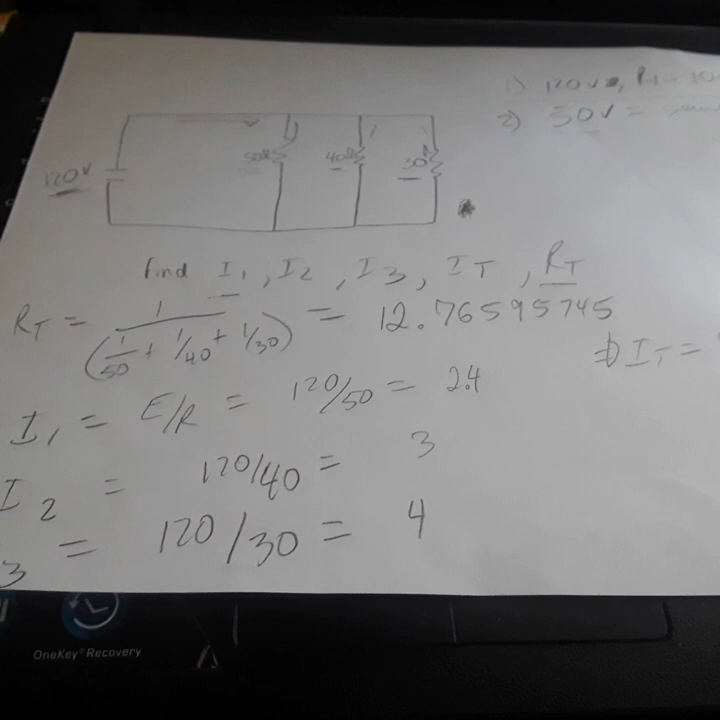 1) 120V, R1 = 10
2) 50V =
120V 50Ω 40Ω 30Ω
find I1, I2, I3, IT, RT
RT = 1/(1/50 + 1/40 + 1/30) = 12.76595745
IT =
I1 = E/R = 120/50 = 2.4
I2 = 120/40 = 3
3 = 120/30 = 4
OneKey® Recovery